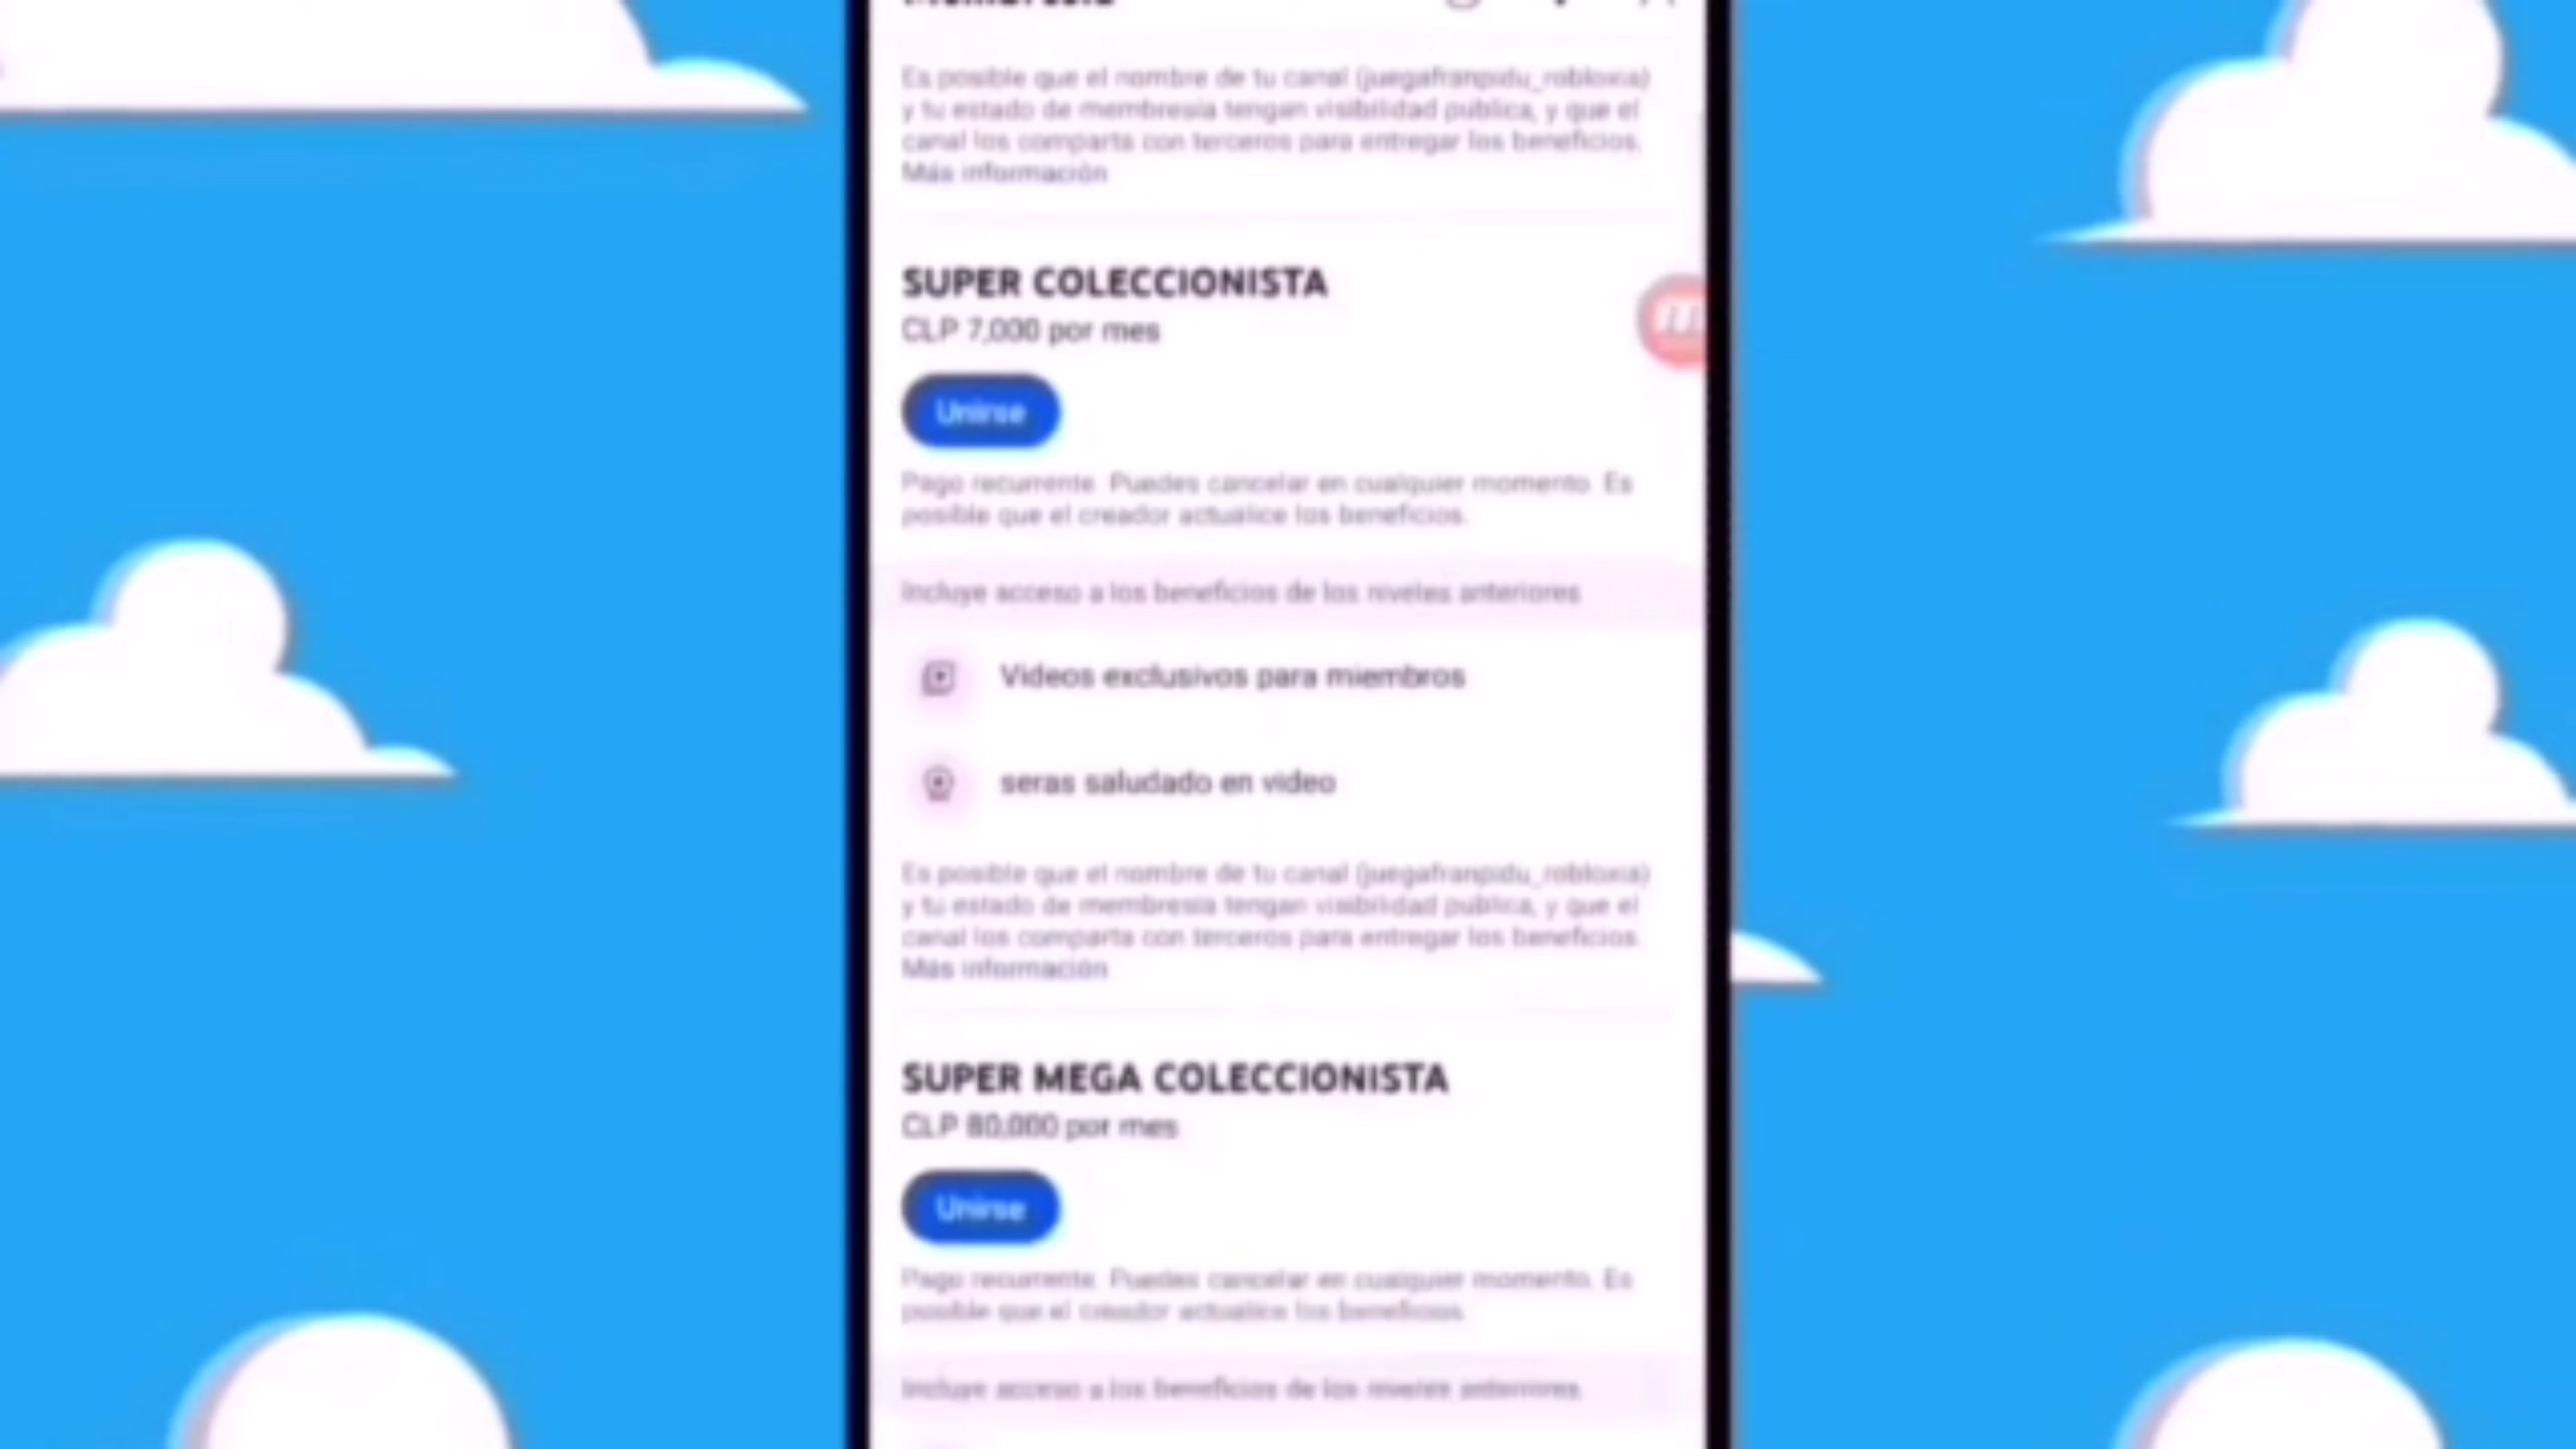 Es posible que el nombre de tu canal (juegafranpidu_robloxia)
y tu estado de membresía tengan visibilidad pública, y que el
canal los comparta con terceros para entregar los beneficios.
Más información
SUPER COLECCIONISTA
CLP 7,000 por mes
Unirse
Pago recurrente. Puedes cancelar en cualquier momento. Es
posible que el creador actualice los beneficios.
Incluye acceso a los beneficios de los niveles anteriores
Videos exclusivos para miembros
seras saludado en video
Es posible que el nombre de tu canal (juegafranpidu_robloxia)
y tu estado de membresía tengan visibilidad pública, y que el
canal los comparta con terceros para entregar los beneficios.
Más información
SUPER MEGA COLECCIONISTA
CLP 80,000 por mes
Unirse
Pago recurrente. Puedes cancelar en cualquier momento. Es
posible que el creador actualice los beneficios.
Incluye acceso a los beneficios de los niveles anteriores